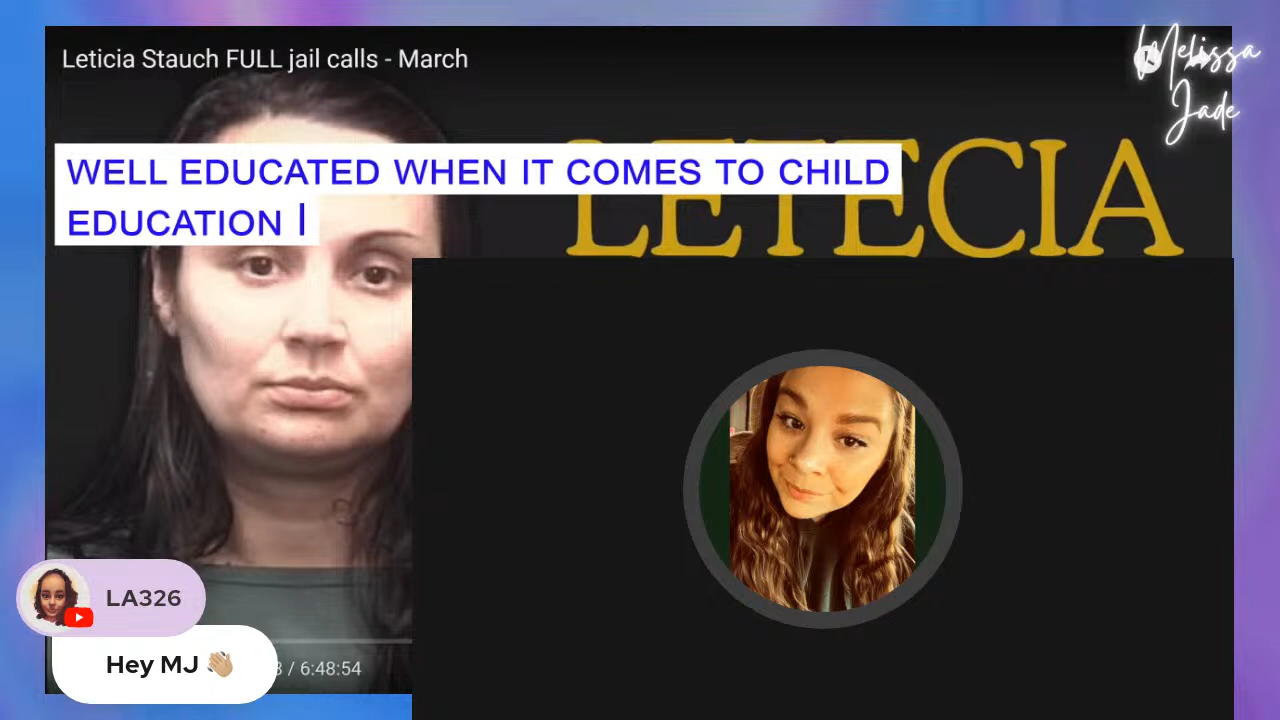 Leticia Stauch FULL jail calls - March
Melissa
Jade
WELL EDUCATED WHEN IT COMES TO CHILD
EDUCATION
LETECIA
LA326
Hey MJ 👋🏼
/ 6:48:54